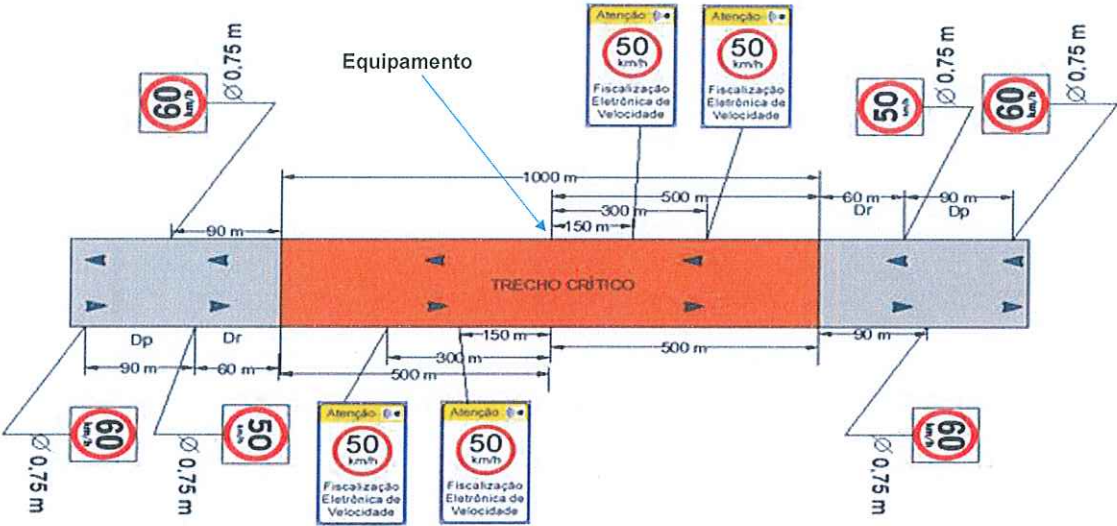 Atenção
50
km/h
Fiscalização
Eletrônica de
Velocidade
Atenção
50
km/h
Fiscalização
Eletrônica de
Velocidade
Equipamento
60
km/h
Ø 0,75 m
50
km/h
Ø 0,75 m
60
km/h
Ø 0,75 m
1000 m
500 m
60 m
90 m
Dr
Dp
300 m
150 m
90 m
TRECHO CRÍTICO
Dp
Dr
90 m
60 m
150 m
300 m
500 m
500 m
90 m
60
km/h
Ø 0,75 m
50
km/h
Ø 0,75 m
Atenção
50
km/h
Fiscalização
Eletrônica de
Velocidade
Atenção
50
km/h
Fiscalização
Eletrônica de
Velocidade
60
km/h
Ø 0,75 m